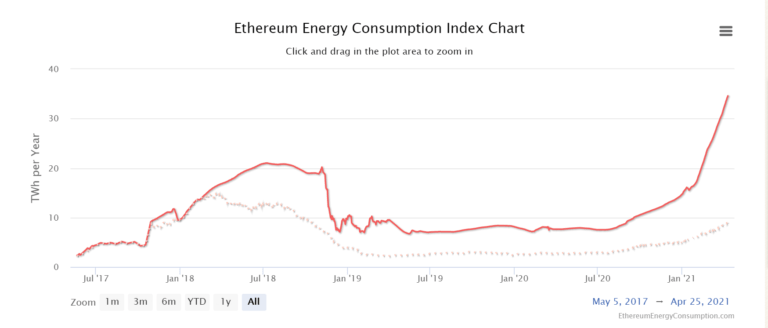 Ethereum Energy Consumption Index Chart
Click and drag in the plot area to zoom in
TWh per Year
40
30
20
10
0
Jul '17 Jan '18 Jul '18 Jan '19 Jul '19 Jan '20 Jul '20 Jan '21
Zoom 1m 3m 6m YTD 1y All May 5, 2017 → Apr 25, 2021
EthereumEnergyConsumption.com